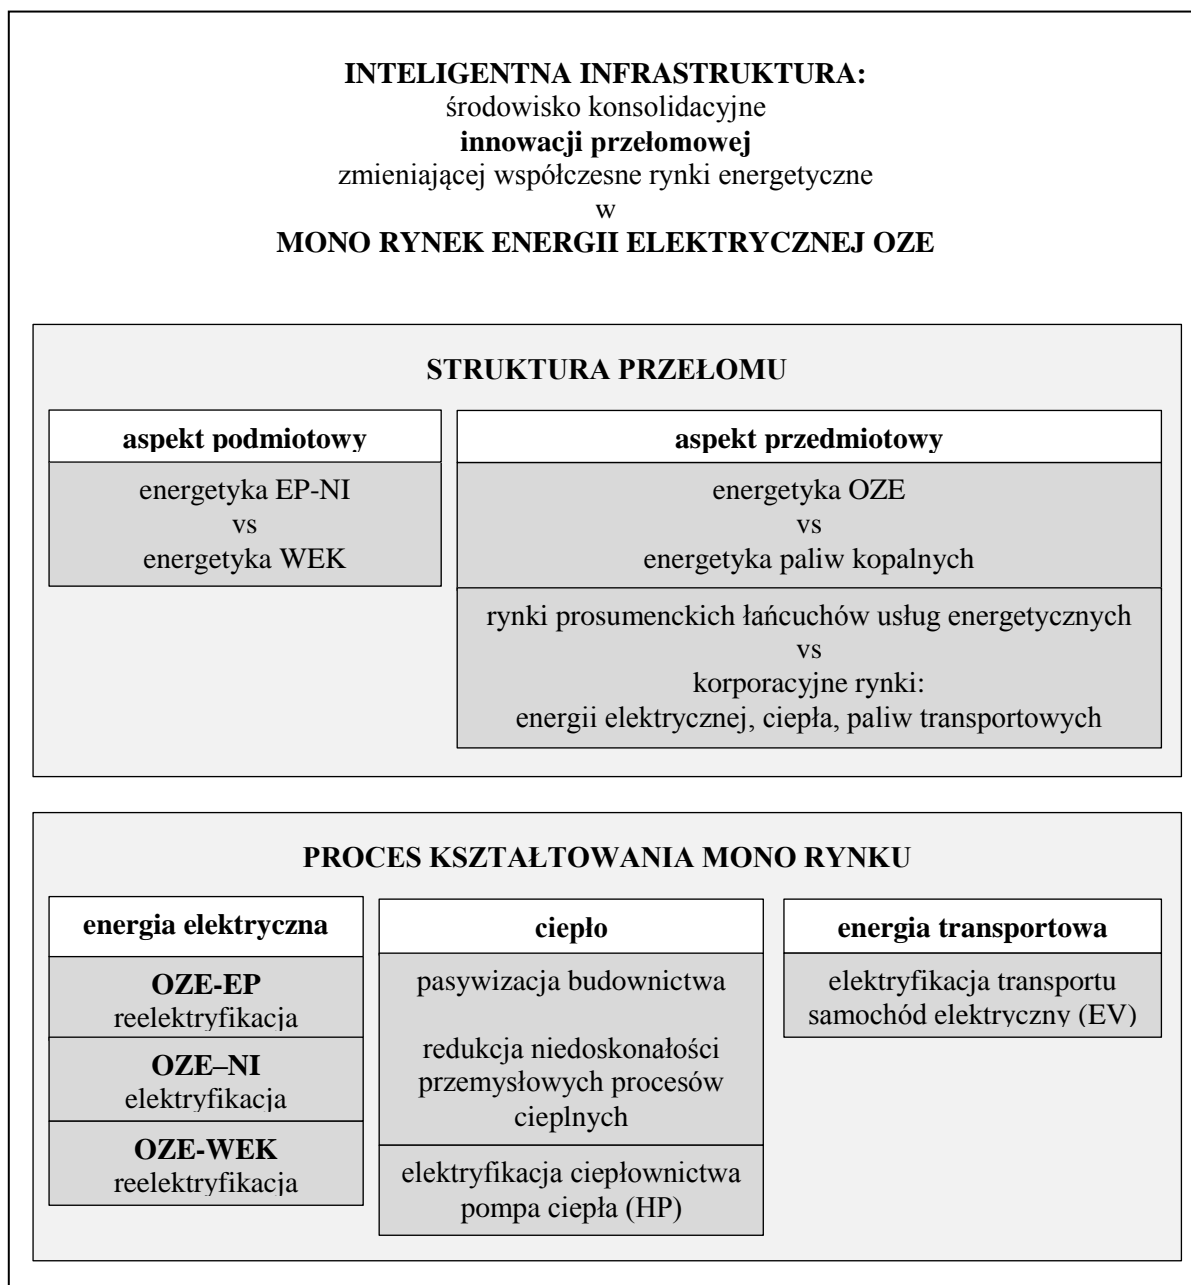 INTELIGENTNA INFRASTRUKTURA:
środowisko konsolidacyjne
innowacji przełomowej
zmieniającej współczesne rynki energetyczne
w
MONO RYNEK ENERGII ELEKTRYCZNEJ OZE
STRUKTURA PRZEŁOMU
aspekt podmiotowy
energetyka EP-NI
vs
energetyka WEK
aspekt przedmiotowy
energetyka OZE
vs
energetyka paliw kopalnych
rynki prosumenckich łańcuchów usług energetycznych
vs
korporacyjne rynki:
energii elektrycznej, ciepła, paliw transportowych
PROCES KSZTAŁTOWANIA MONO RYNKU
energia elektryczna
OZE-EP
reelektryfikacja
OZE–NI
elektryfikacja
OZE-WEK
reelektryfikacja
ciepło
pasywizacja budownictwa
redukcja niedoskonałości
przemysłowych procesów
cieplnych
elektryfikacja ciepłownictwa
pompa ciepła (HP)
energia transportowa
elektryfikacja transportu
samochód elektryczny (EV)